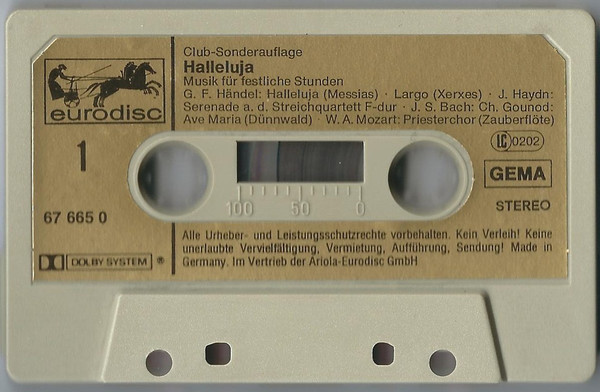 Club-Sonderauflage
Halleluja
Musik für festliche Stunden
G. F. Händel: Halleluja (Messias) · Largo (Xerxes) · J. Haydn:
Serenade a. d. Streichquartett F-dur · J. S. Bach: Ch. Gounod:
Ave Maria (Dünnwald) · W. A. Mozart: Priesterchor (Zauberflöte)
eurodisc
1
LC 0202
GEMA
STEREO
100 50 0
67 665 0
Alle Urheber- und Leistungsschutzrechte vorbehalten. Kein Verleih! Keine
unerlaubte Vervielfältigung, Vermietung, Aufführung, Sendung! Made in
Germany. Im Vertrieb der Ariola-Eurodisc GmbH
DOLBY SYSTEM ®